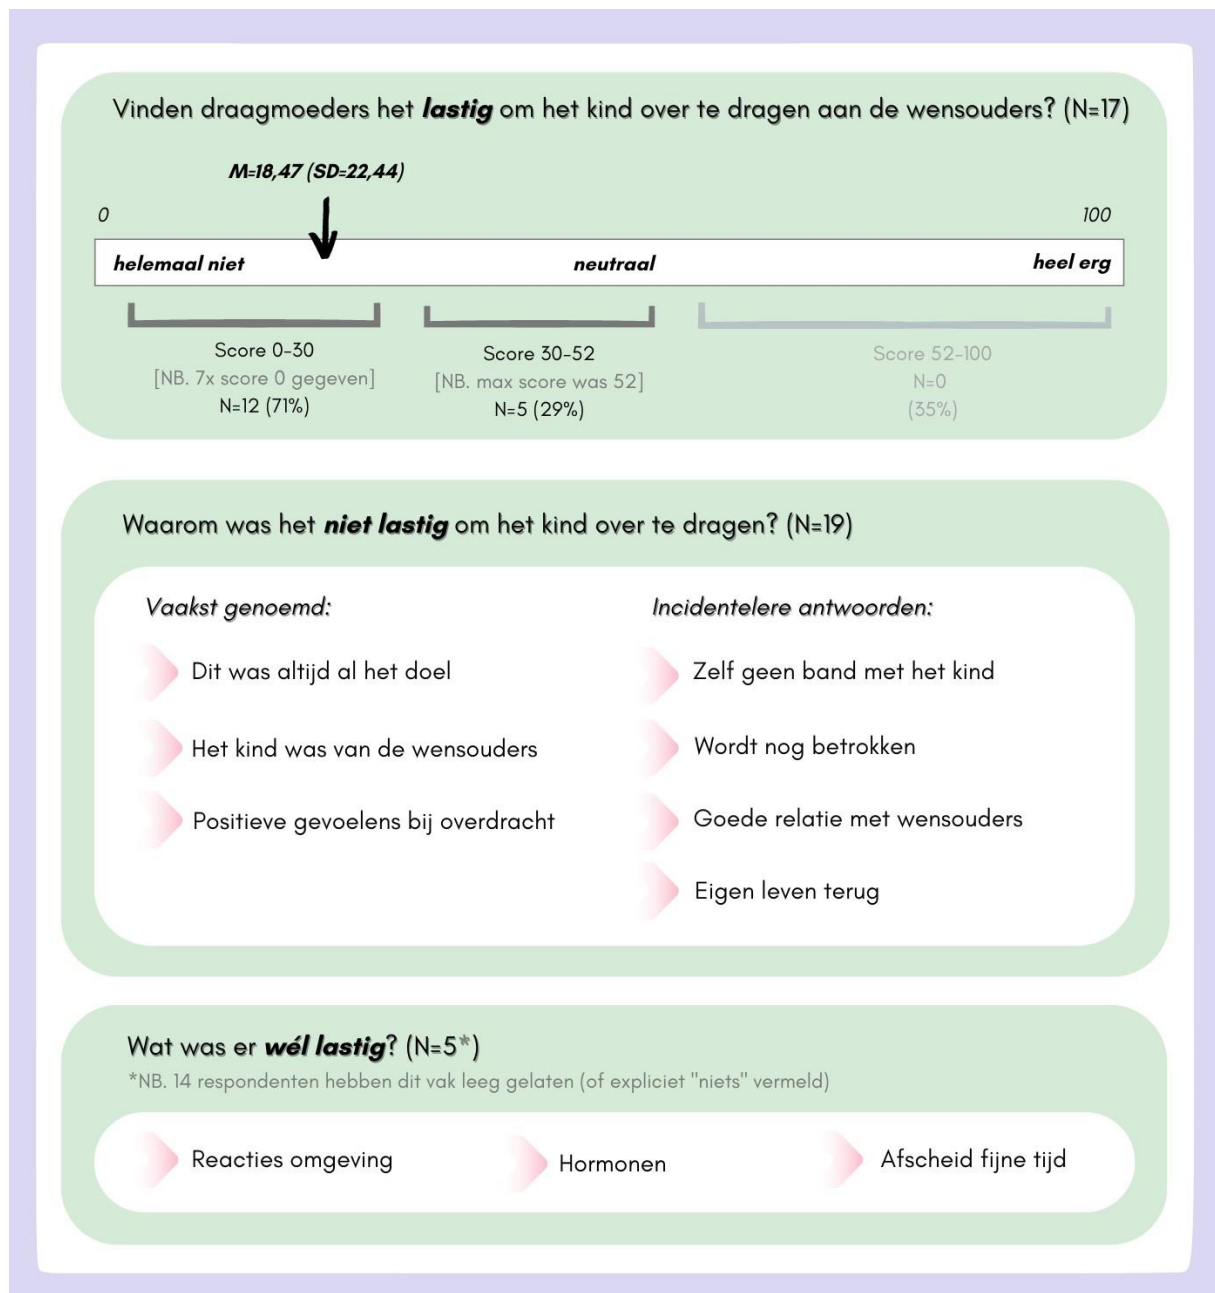 Vinden draagmoeders het lastig om het kind over te dragen aan de wensouders? (N=17)
M=18,47 (SD=22,44)
0
100
helemaal niet
neutraal
heel erg
Score 0-30
[NB. 7x score 0 gegeven]
N=12 (71%)
Score 30-52
[NB. max score was 52]
N=5 (29%)
Score 52-100
N=0
(35%)
Waarom was het niet lastig om het kind over te dragen? (N=19)
Vaakst genoemd:
Dit was altijd al het doel
Het kind was van de wensouders
Positieve gevoelens bij overdracht
Incidentelere antwoorden:
Zelf geen band met het kind
Wordt nog betrokken
Goede relatie met wensouders
Eigen leven terug
Wat was er wél lastig? (N=5*)
*NB. 14 respondenten hebben dit vak leeg gelaten (of expliciet "niets" vermeld)
Reacties omgeving
Hormonen
Afscheid fijne tijd